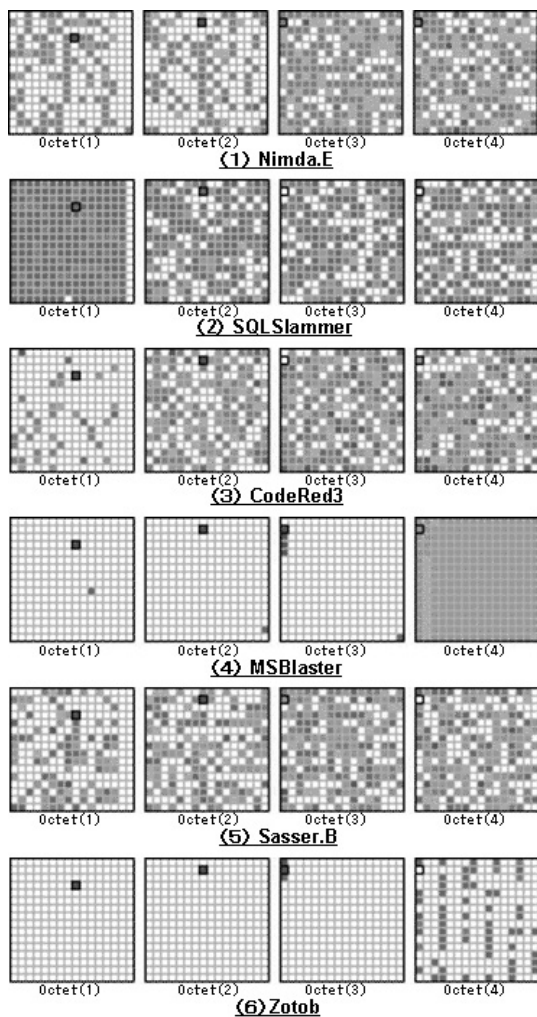 Octet(1) Octet(2) Octet(3) Octet(4)
(1) Nimda.E
Octet(1) Octet(2) Octet(3) Octet(4)
(2) SQLSlammer
Octet(1) Octet(2) Octet(3) Octet(4)
(3) CodeRed3
Octet(1) Octet(2) Octet(3) Octet(4)
(4) MSBlaster
Octet(1) Octet(2) Octet(3) Octet(4)
(5) Sasser.B
Octet(1) Octet(2) Octet(3) Octet(4)
(6) Zotob